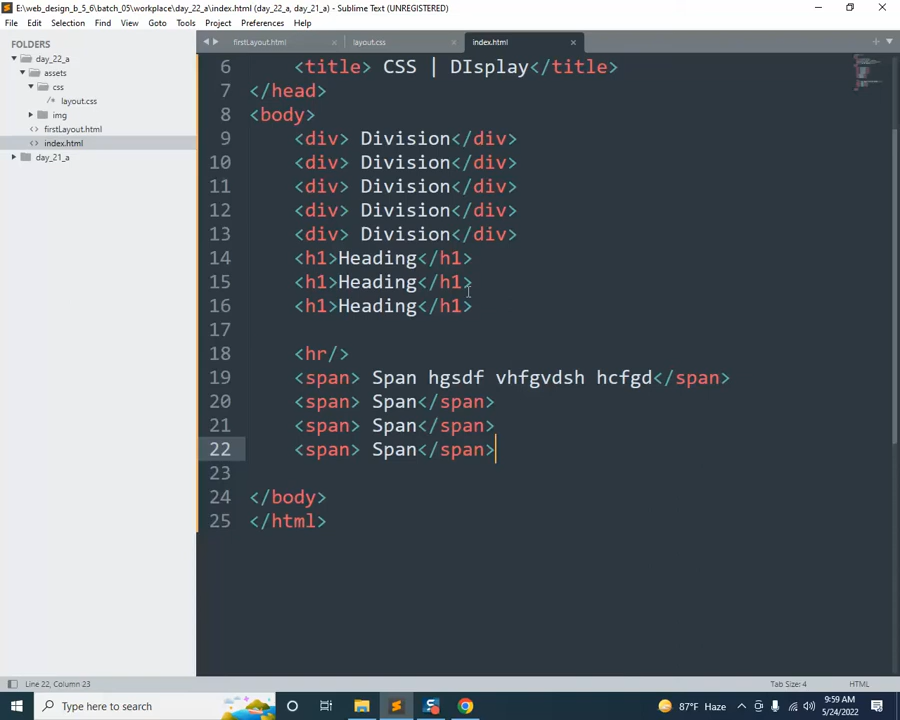 E:\web_design_b_5_6\batch_05\workplace\day_22_a\index.html (day_22_a, day_21_a) - Sublime Text (UNREGISTERED)
File Edit Selection Find View Goto Tools Project Preferences Help
FOLDERS
day_22_a
assets
css
layout.css
img
firstLayout.html
index.html
day_21_a
firstLayout.html layout.css index.html
6 <title> CSS | DIsplay</title>
7 </head>
8 <body>
9 <div> Division</div>
10 <div> Division</div>
11 <div> Division</div>
12 <div> Division</div>
13 <div> Division</div>
14 <h1>Heading</h1>
15 <h1>Heading</h1>
16 <h1>Heading</h1>
17
18 <hr/>
19 <span> Span hgsdf vhfgvdsh hcfgd</span>
20 <span> Span</span>
21 <span> Span</span>
22 <span> Span</span>
23
24 </body>
25 </html>
Line 22, Column 23 Tab Size: 4 HTML
Type here to search 87°F Haze 9:59 AM
5/24/2022